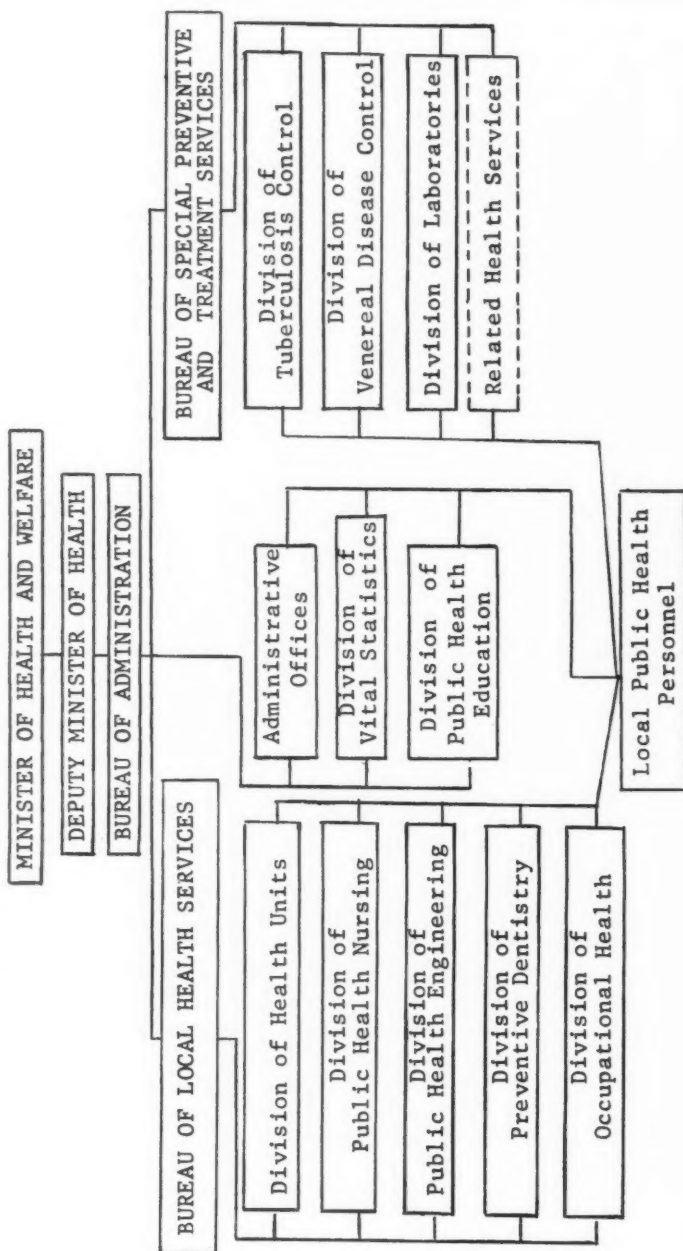 MINISTER OF HEALTH AND WELFARE
DEPUTY MINISTER OF HEALTH
BUREAU OF ADMINISTRATION
BUREAU OF LOCAL HEALTH SERVICES
Division of Health Units
Division of
Public Health Nursing
Division of
Public Health Engineering
Division of
Preventive Dentistry
Division of
Occupational Health
Administrative
Offices
Division of
Vital Statistics
Division of
Public Health
Education
BUREAU OF SPECIAL PREVENTIVE
AND TREATMENT SERVICES
Division of
Tuberculosis Control
Division of
Venereal Disease Control
Division of Laboratories
Related Health Services
Local Public Health
Personnel